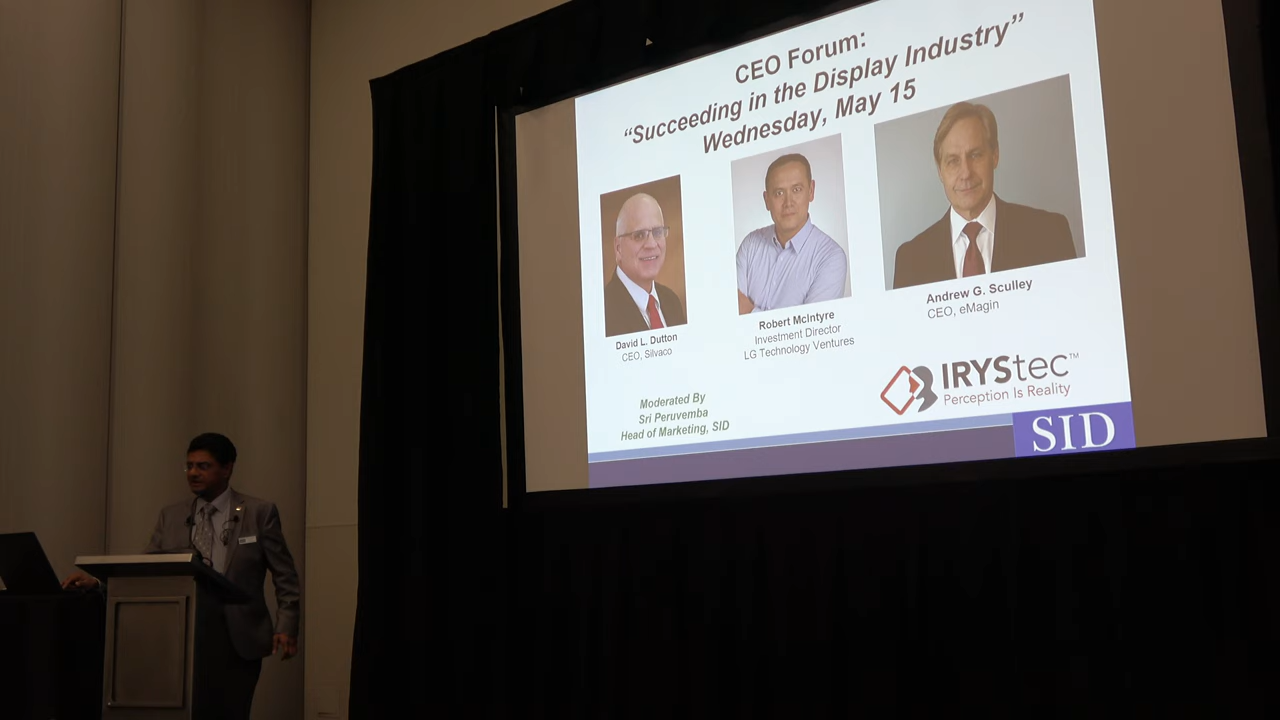 CEO Forum:
“Succeeding in the Display Industry”
Wednesday, May 15
David L. Dutton
CEO, Silvaco
Robert McIntyre
Investment Director
LG Technology Ventures
Andrew G. Sculley
CEO, eMagin
Moderated By
Sri Peruvemba
Head of Marketing, SID
IRYStec™
Perception Is Reality
SID